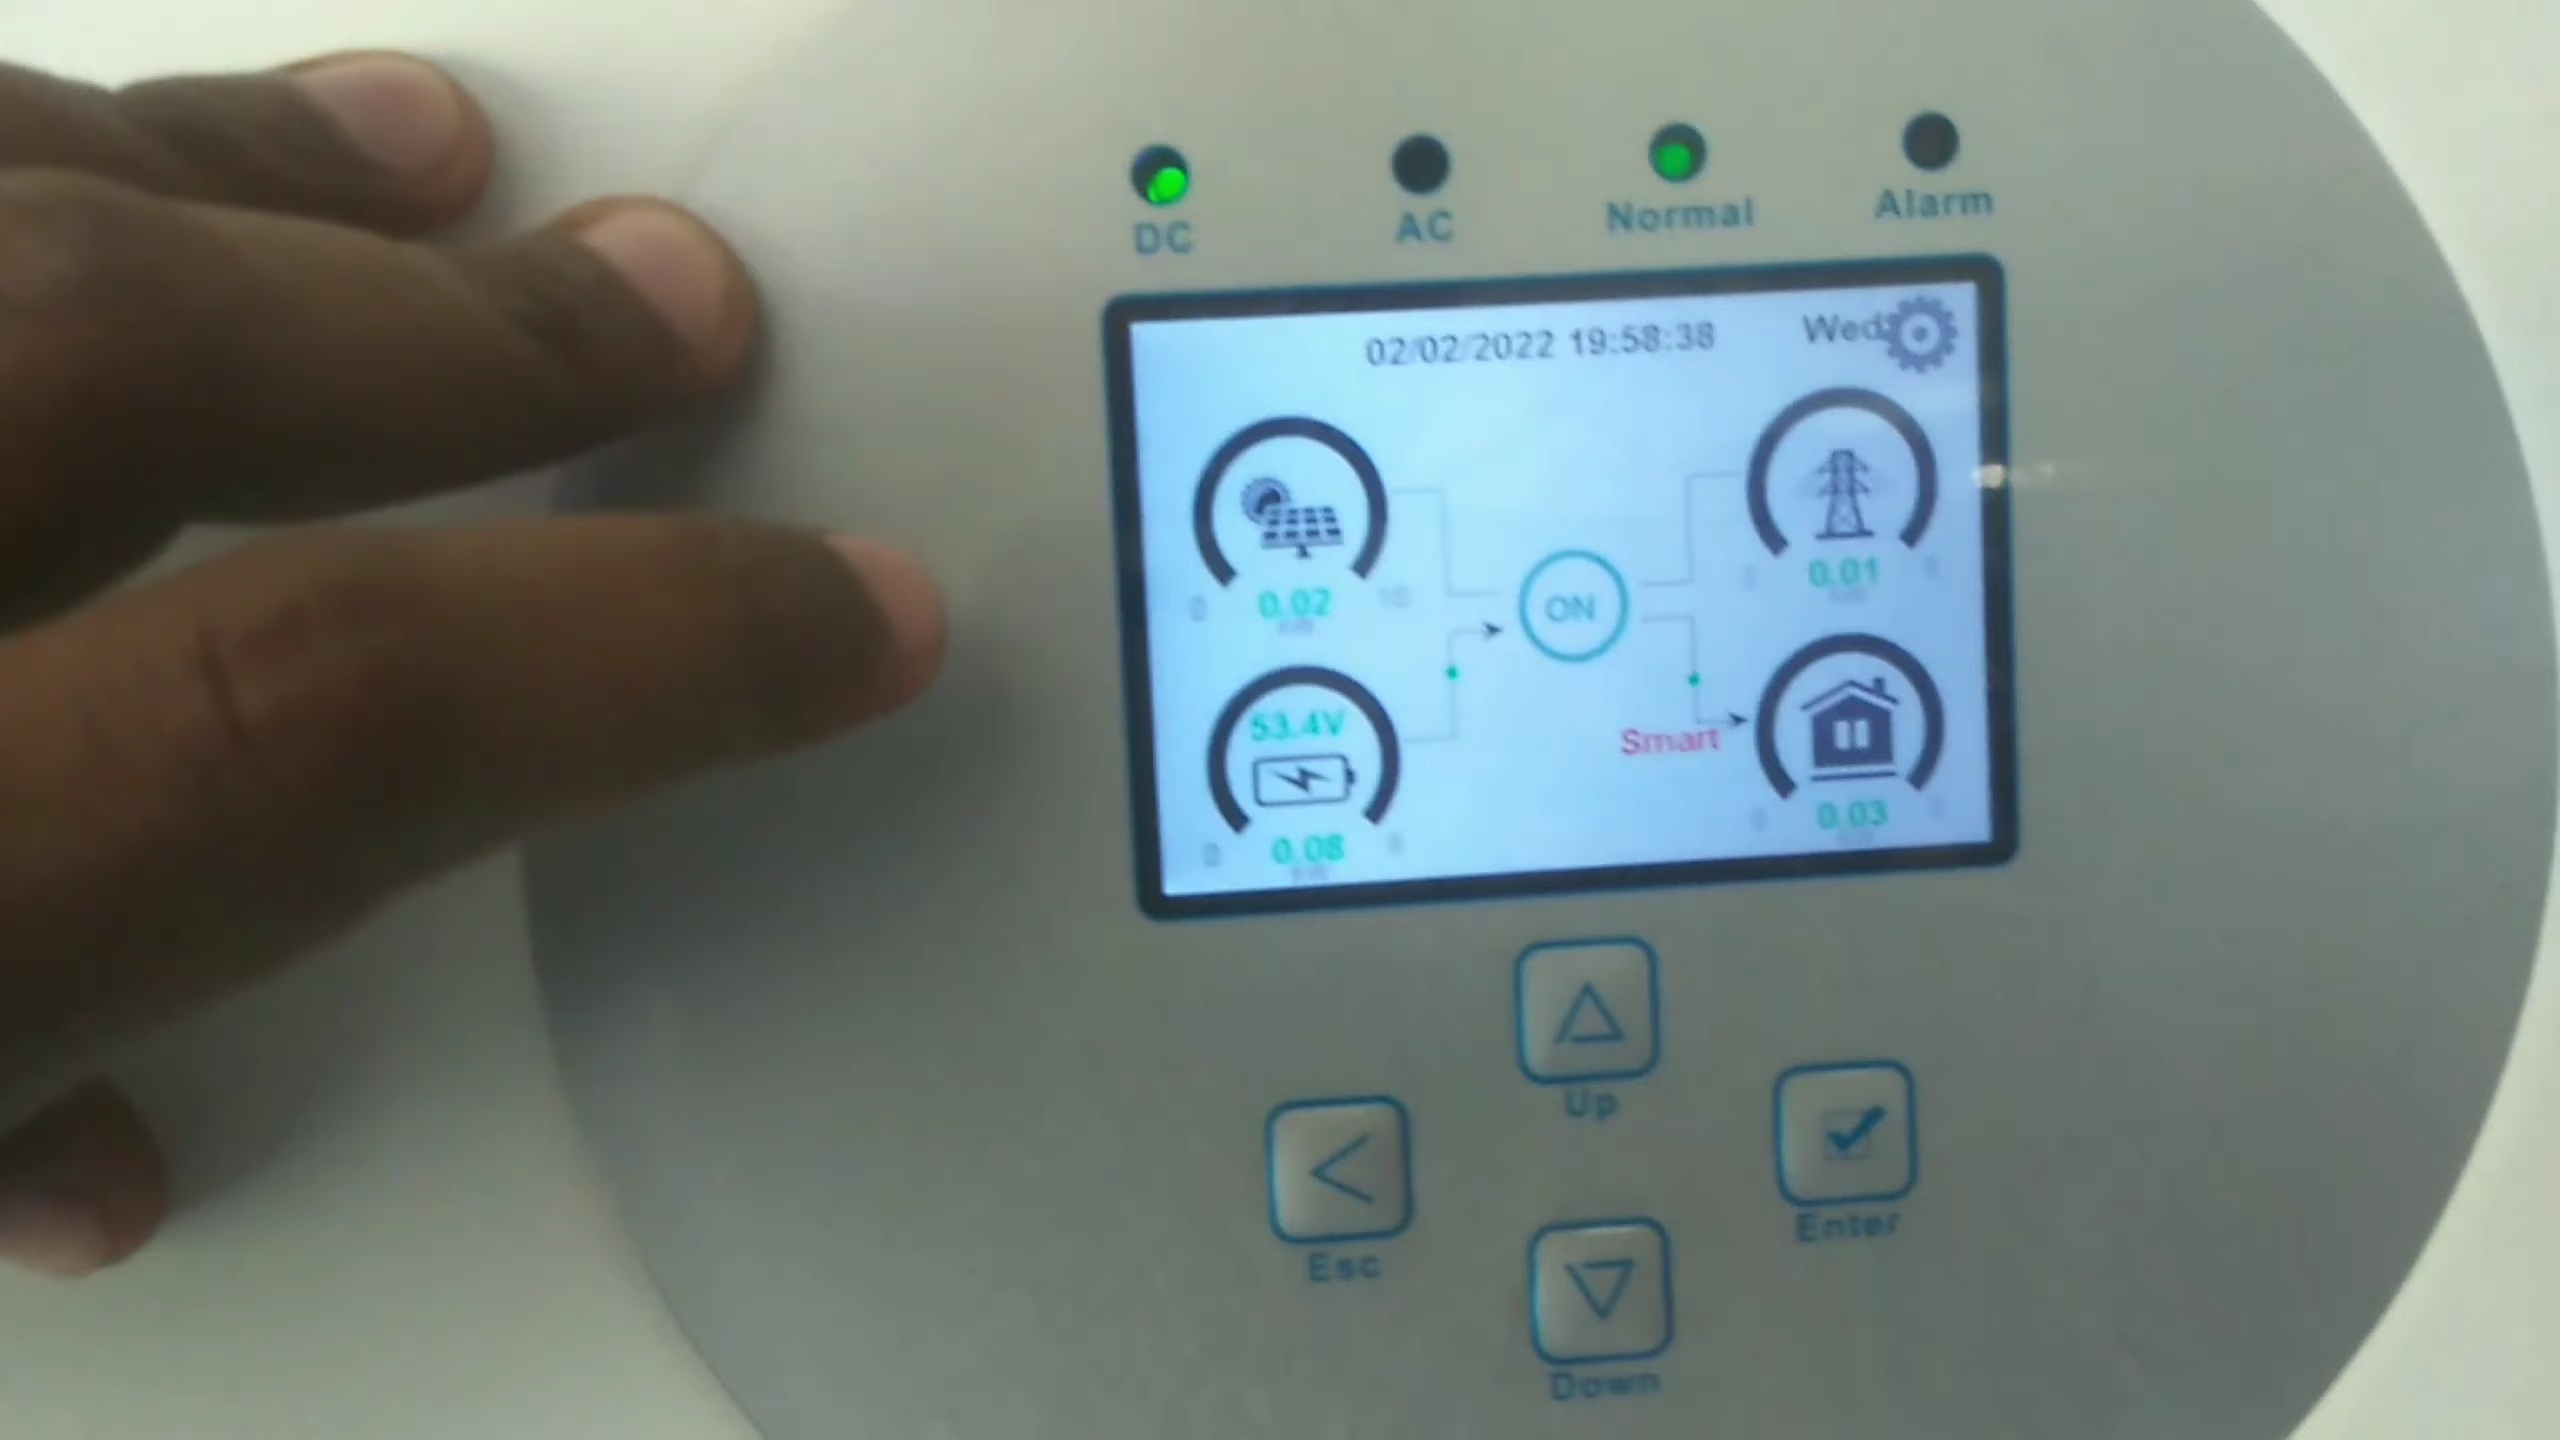 DC AC Normal Alarm
02/02/2022 19:58:38 Wed
0.02 0 10
0.01
ON
53.4V
Smart
0.08 0
0.03
Up
Esc
Enter
Down